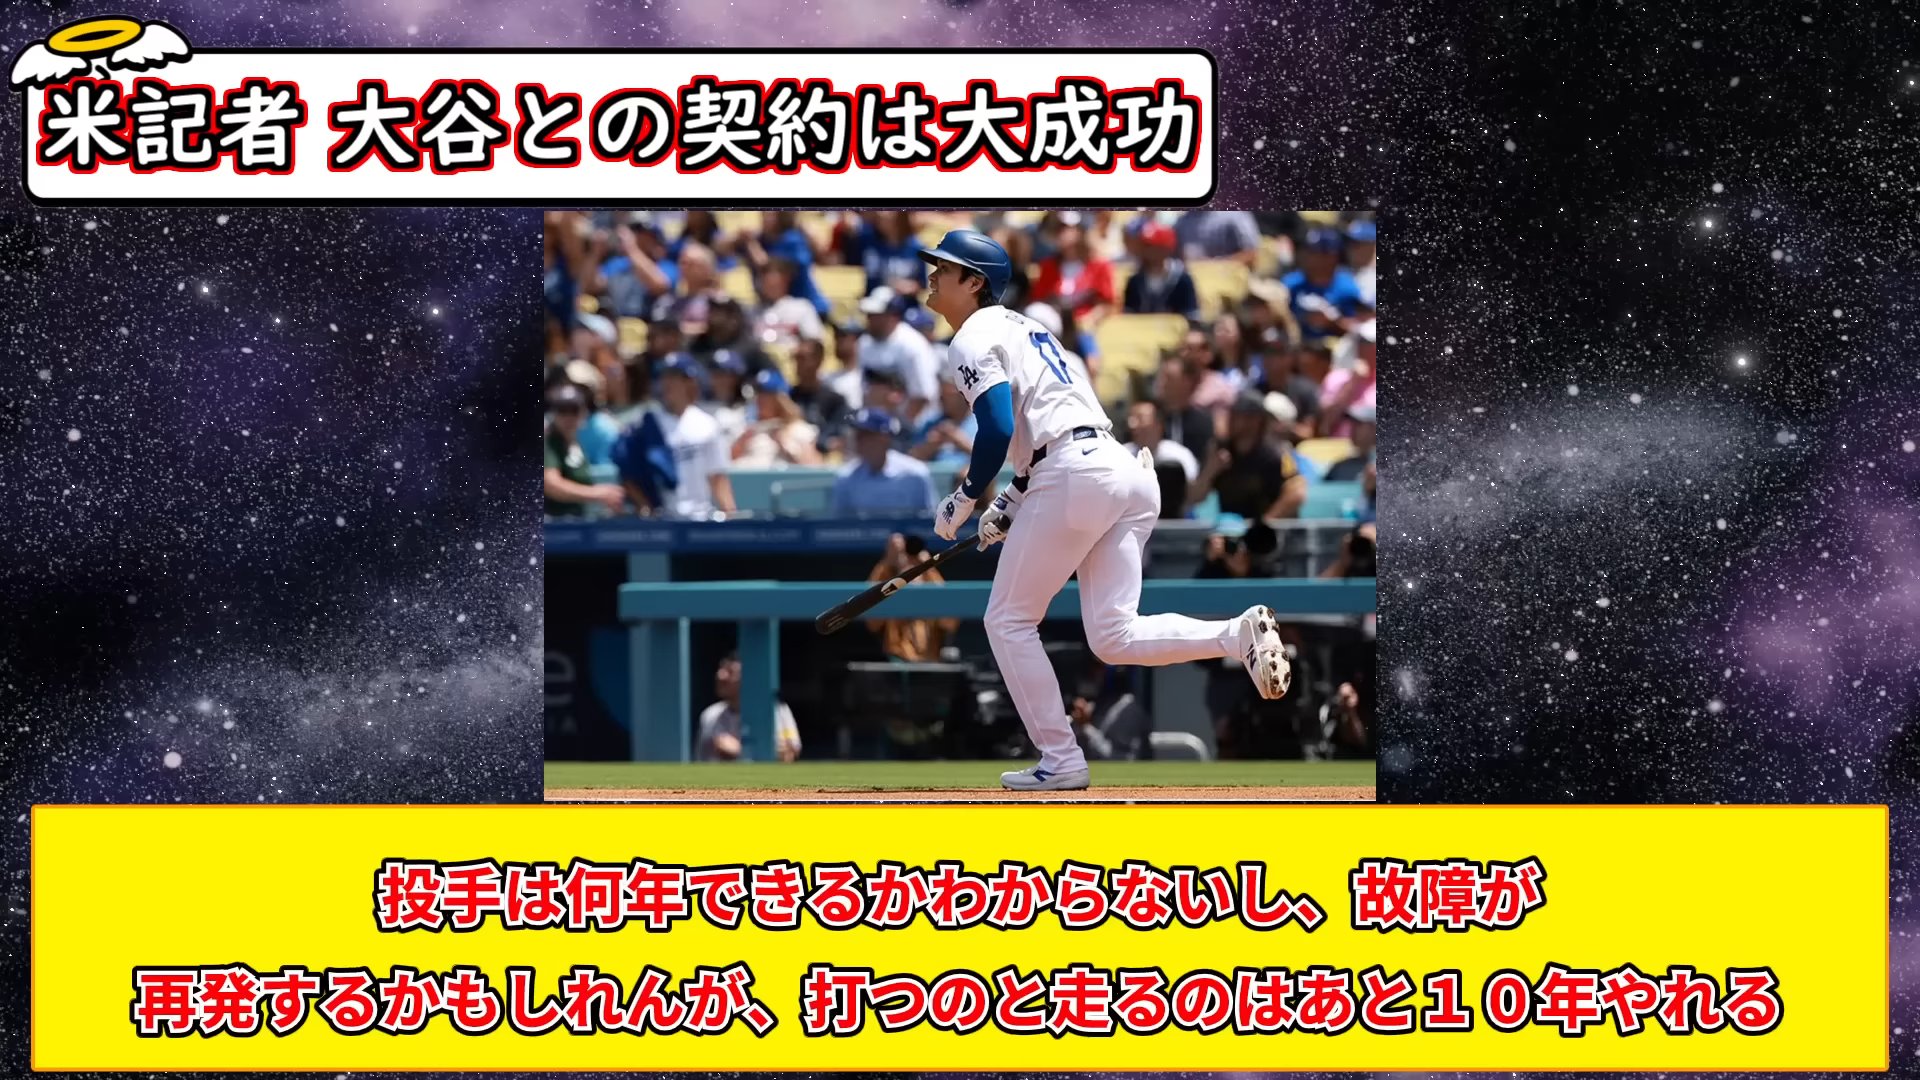 米記者 大谷との契約は大成功
17
LA
投手は何年できるかわからないし、故障が
再発するかもしれんが、打つのと走るのはあと１０年やれる